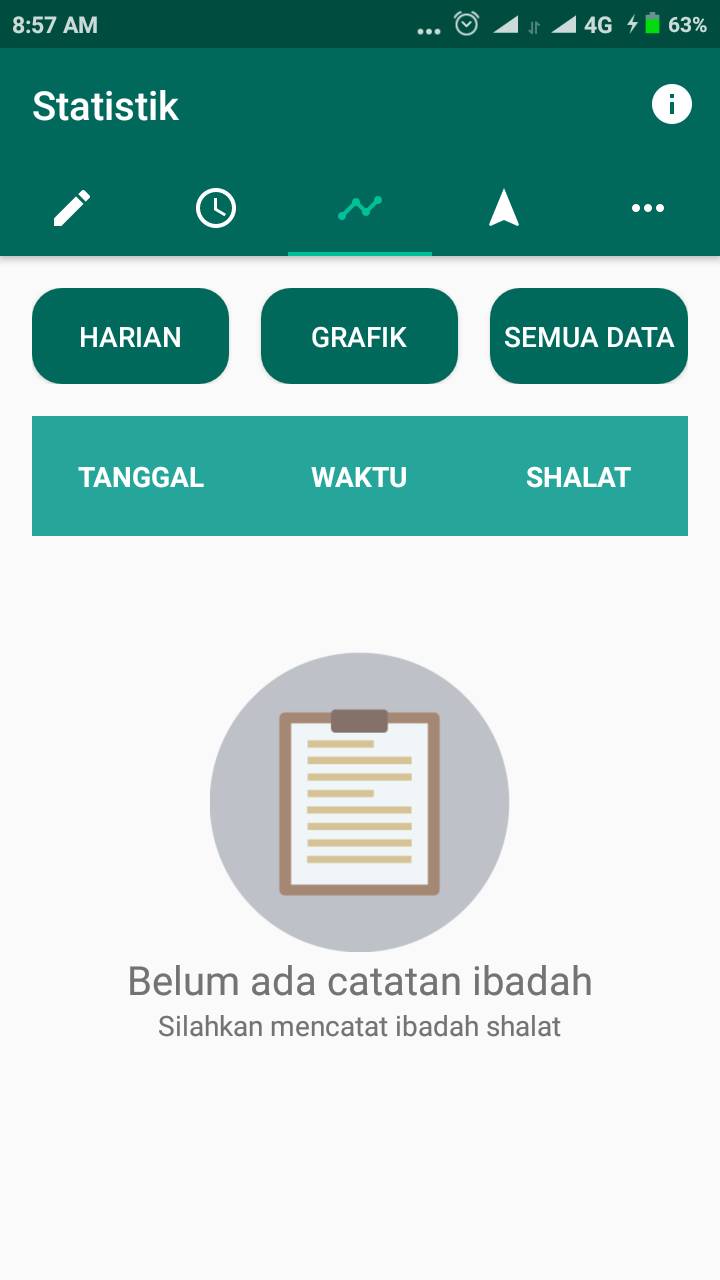 8:57 AM
4G
63%
Statistik
HARIAN
GRAFIK
SEMUA DATA
TANGGAL
WAKTU
SHALAT
Belum ada catatan ibadah
Silahkan mencatat ibadah shalat